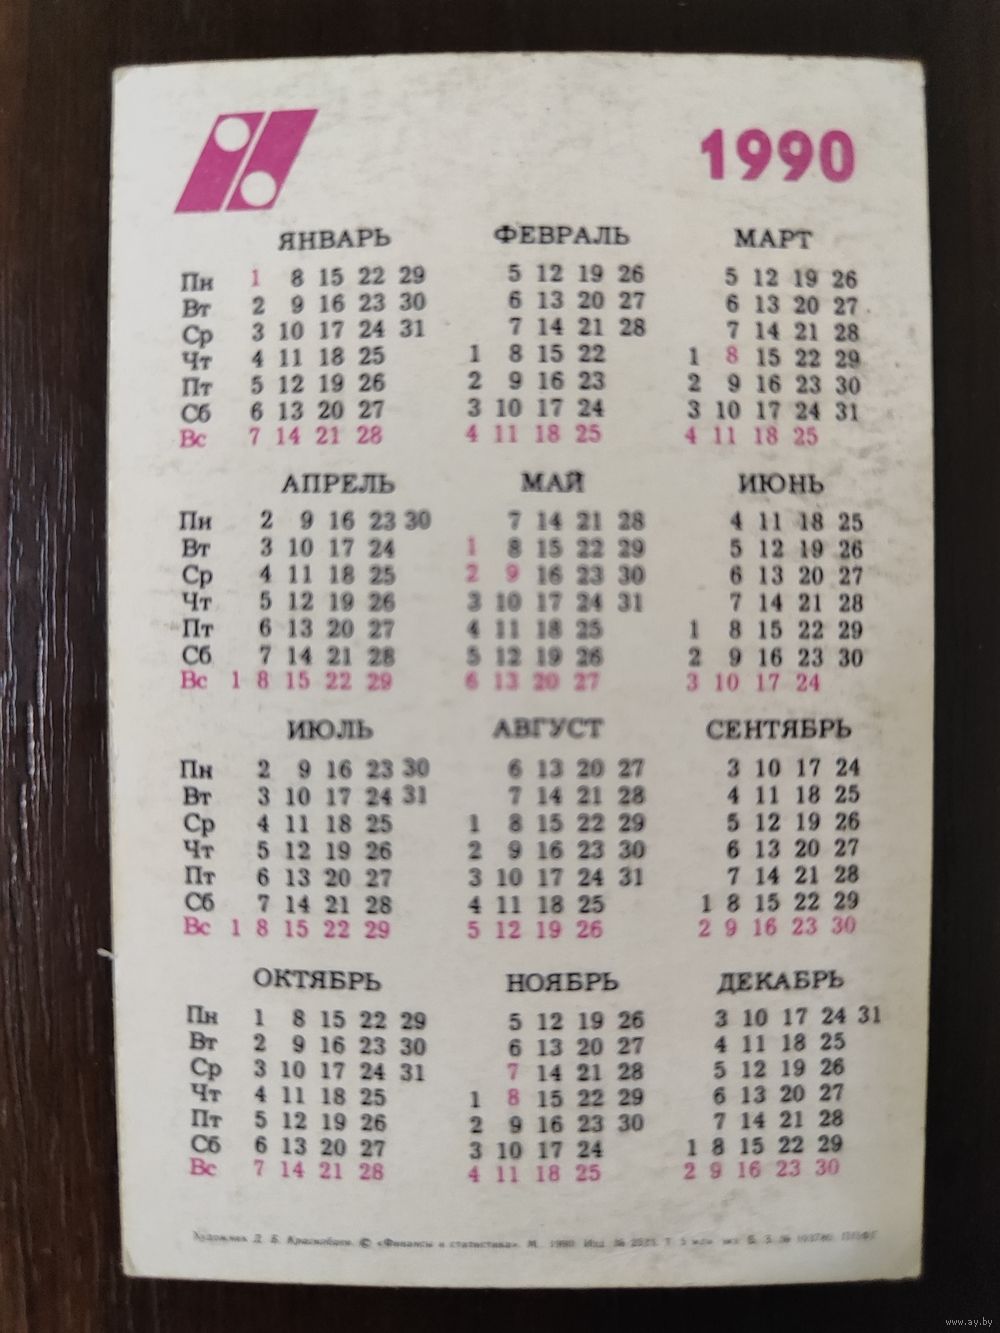 1990
ЯНВАРЬ ФЕВРАЛЬ МАРТ
Пн 1 8 15 22 29 5 12 19 26 5 12 19 26
Вт 2 9 16 23 30 6 13 20 27 6 13 20 27
Ср 3 10 17 24 31 7 14 21 28 7 14 21 28
Чт 4 11 18 25 1 8 15 22 1 8 15 22 29
Пт 5 12 19 26 2 9 16 23 2 9 16 23 30
Сб 6 13 20 27 3 10 17 24 3 10 17 24 31
Вс 7 14 21 28 4 11 18 25 4 11 18 25
АПРЕЛЬ МАЙ ИЮНЬ
Пн 2 9 16 23 30 7 14 21 28 4 11 18 25
Вт 3 10 17 24 1 8 15 22 29 5 12 19 26
Ср 4 11 18 25 2 9 16 23 30 6 13 20 27
Чт 5 12 19 26 3 10 17 24 31 7 14 21 28
Пт 6 13 20 27 4 11 18 25 1 8 15 22 29
Сб 7 14 21 28 5 12 19 26 2 9 16 23 30
Вс 1 8 15 22 29 6 13 20 27 3 10 17 24
ИЮЛЬ АВГУСТ СЕНТЯБРЬ
Пн 2 9 16 23 30 6 13 20 27 3 10 17 24
Вт 3 10 17 24 31 7 14 21 28 4 11 18 25
Ср 4 11 18 25 1 8 15 22 29 5 12 19 26
Чт 5 12 19 26 2 9 16 23 30 6 13 20 27
Пт 6 13 20 27 3 10 17 24 31 7 14 21 28
Сб 7 14 21 28 4 11 18 25 1 8 15 22 29
Вс 1 8 15 22 29 5 12 19 26 2 9 16 23 30
ОКТЯБРЬ НОЯБРЬ ДЕКАБРЬ
Пн 1 8 15 22 29 5 12 19 26 3 10 17 24 31
Вт 2 9 16 23 30 6 13 20 27 4 11 18 25
Ср 3 10 17 24 31 7 14 21 28 5 12 19 26
Чт 4 11 18 25 1 8 15 22 29 6 13 20 27
Пт 5 12 19 26 2 9 16 23 30 7 14 21 28
Сб 6 13 20 27 3 10 17 24 1 8 15 22 29
Вс 7 14 21 28 4 11 18 25 2 9 16 23 30
Художник Д. Б. © «Финансы и статистика». М. 1990 Изд. №
www.ay.by